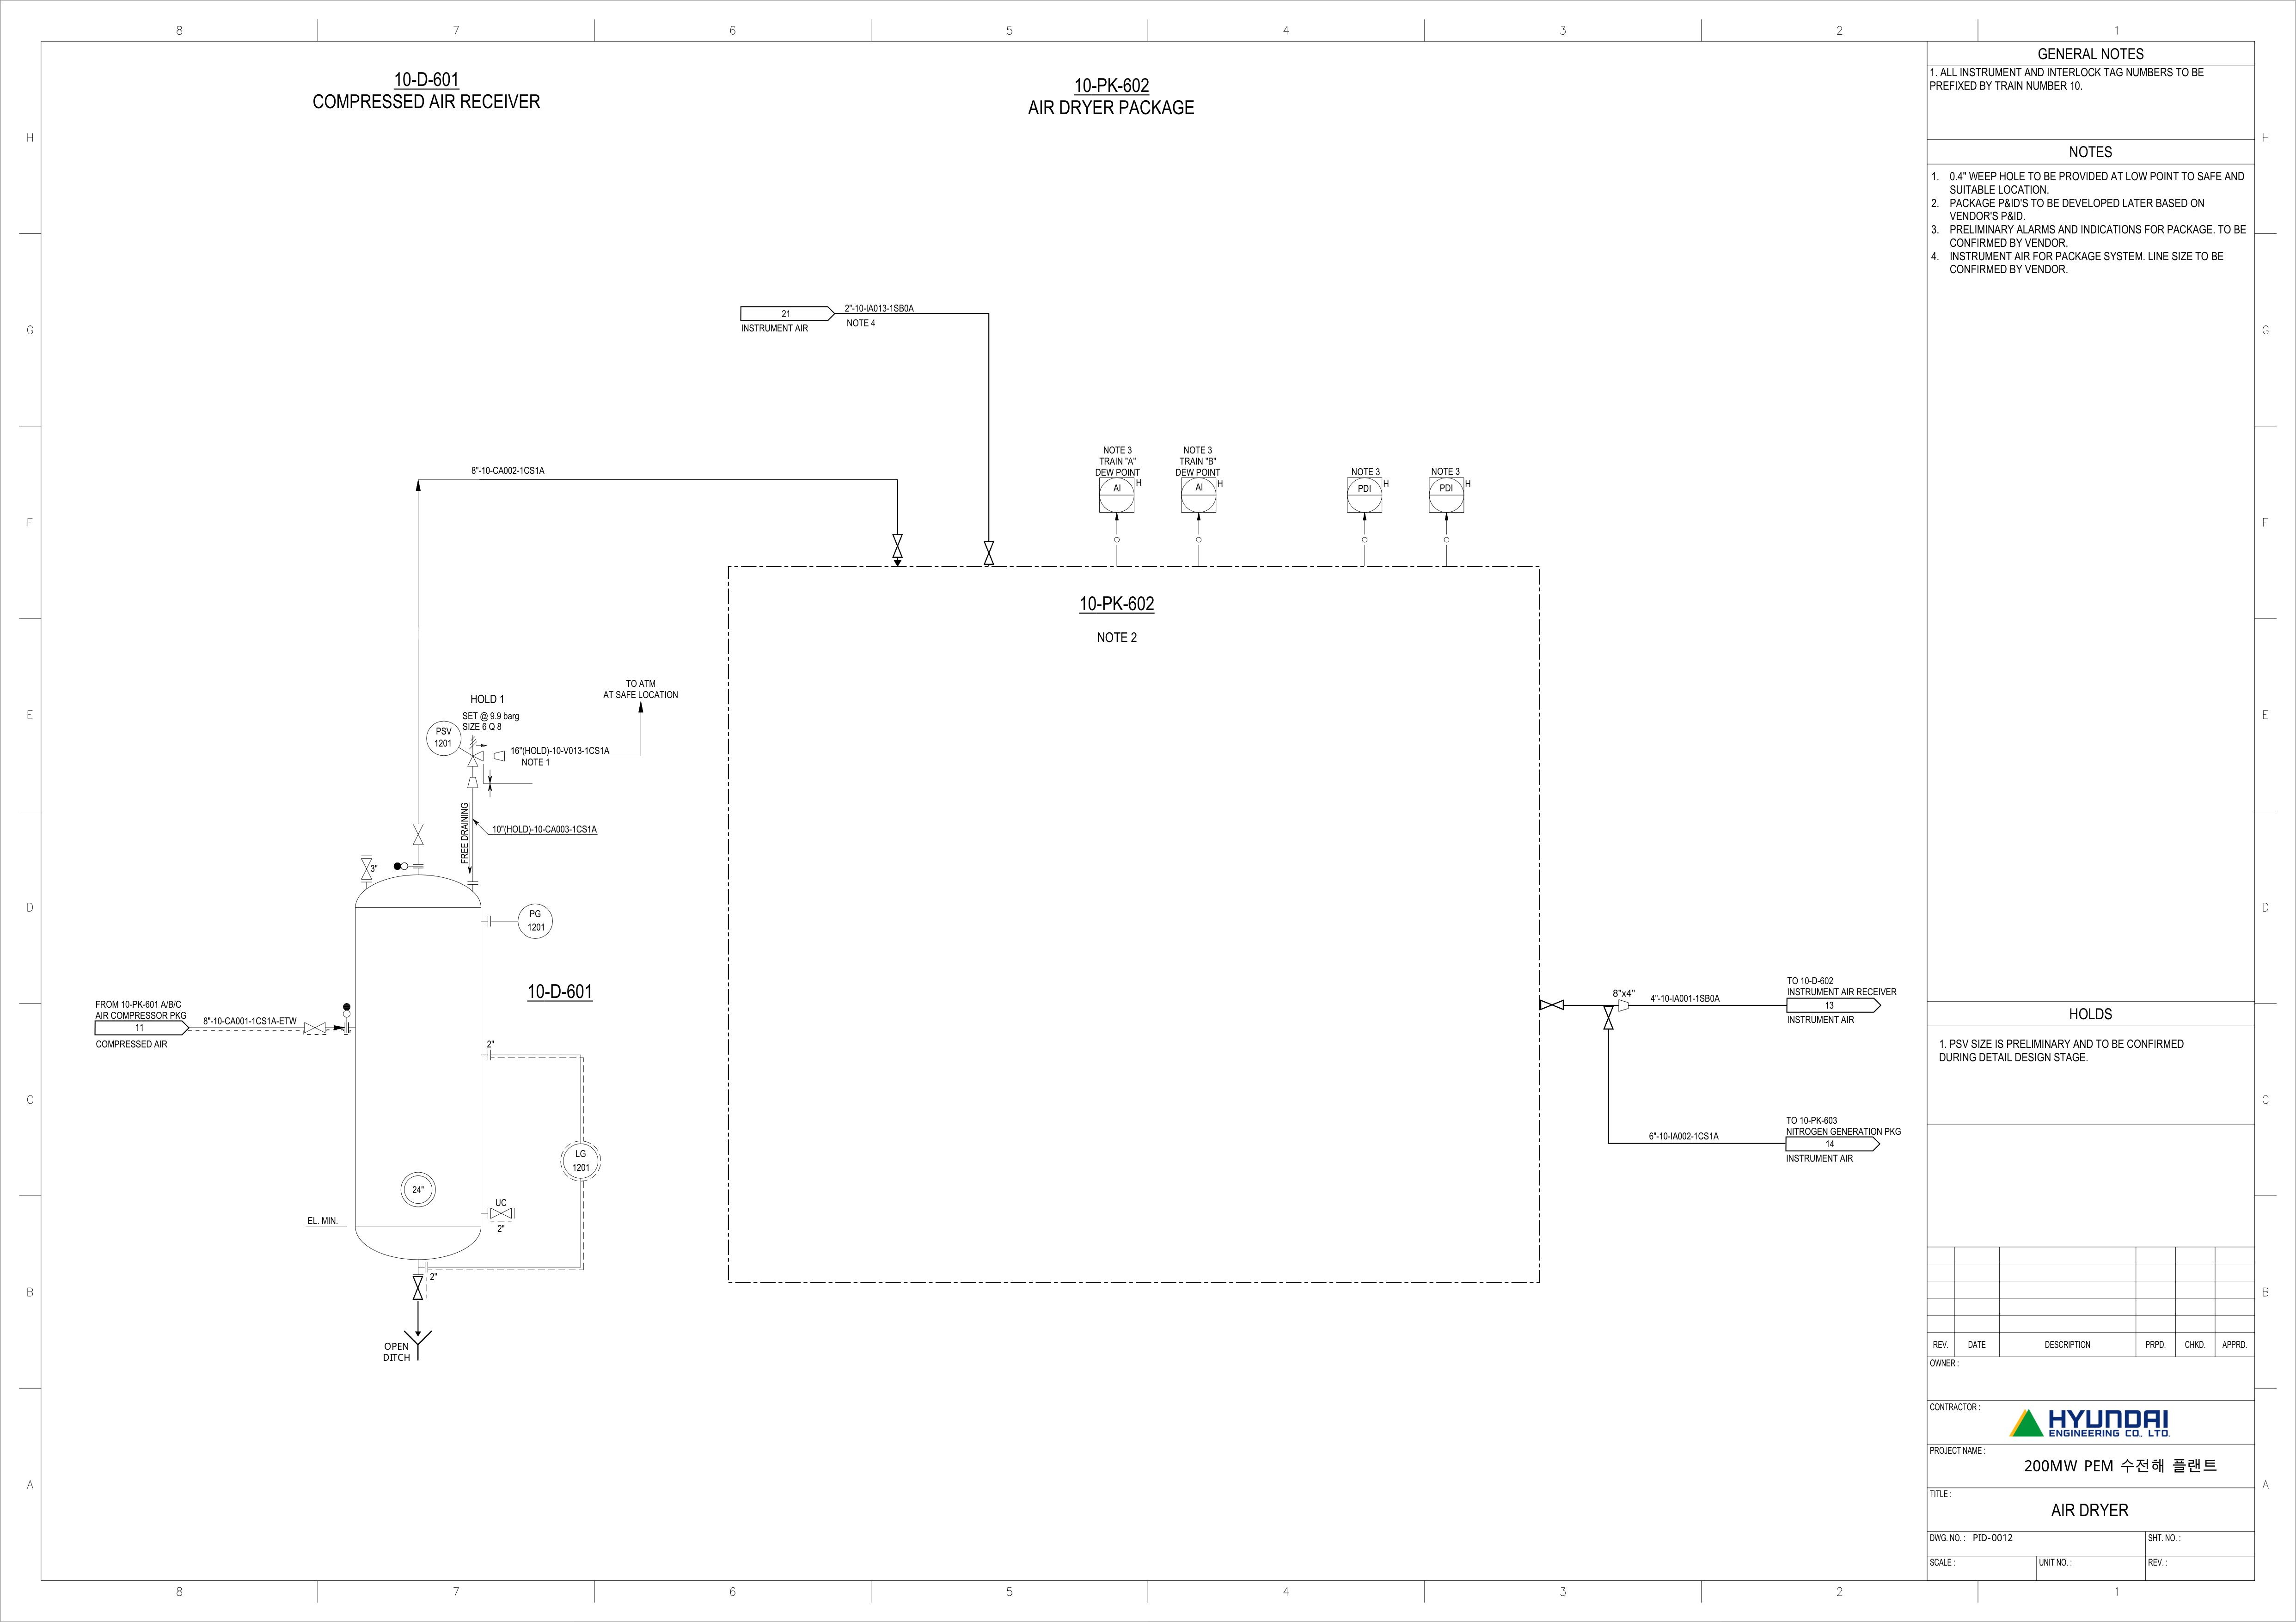 8 7 6 5 4 3 2 1
H
G
F
E
D
C
B
A
10-D-601
COMPRESSED AIR RECEIVER
10-PK-602
AIR DRYER PACKAGE
21
INSTRUMENT AIR
2"-10-IA013-1SB0A
NOTE 4
8"-10-CA002-1CS1A
NOTE 3
TRAIN "A"
DEW POINT
AI
H
NOTE 3
TRAIN "B"
DEW POINT
AI
H
NOTE 3
PDI
H
NOTE 3
PDI
H
10-PK-602
NOTE 2
TO ATM
AT SAFE LOCATION
HOLD 1
SET @ 9.9 barg
SIZE 6 Q 8
PSV
1201
16"(HOLD)-10-V013-1CS1A
NOTE 1
FREE DRAINING
10"(HOLD)-10-CA003-1CS1A
3"
PG
1201
10-D-601
FROM 10-PK-601 A/B/C
AIR COMPRESSOR PKG
11
COMPRESSED AIR
8"-10-CA001-1CS1A-ETW
2"
LG
1201
24"
UC
2"
EL. MIN.
2"
OPEN
DITCH
8"x4"
4"-10-IA001-1SB0A
TO 10-D-602
INSTRUMENT AIR RECEIVER
13
INSTRUMENT AIR
6"-10-IA002-1CS1A
TO 10-PK-603
NITROGEN GENERATION PKG
14
INSTRUMENT AIR
GENERAL NOTES
1. ALL INSTRUMENT AND INTERLOCK TAG NUMBERS TO BE
PREFIXED BY TRAIN NUMBER 10.
NOTES
1. 0.4" WEEP HOLE TO BE PROVIDED AT LOW POINT TO SAFE AND
SUITABLE LOCATION.
2. PACKAGE P&ID'S TO BE DEVELOPED LATER BASED ON
VENDOR'S P&ID.
3. PRELIMINARY ALARMS AND INDICATIONS FOR PACKAGE. TO BE
CONFIRMED BY VENDOR.
4. INSTRUMENT AIR FOR PACKAGE SYSTEM. LINE SIZE TO BE
CONFIRMED BY VENDOR.
HOLDS
1. PSV SIZE IS PRELIMINARY AND TO BE CONFIRMED
DURING DETAIL DESIGN STAGE.
REV. DATE DESCRIPTION PRPD. CHKD. APPRD.
OWNER :
CONTRACTOR :
HYUNDAI
ENGINEERING CO., LTD.
PROJECT NAME :
200MW PEM 수전해 플랜트
TITLE :
AIR DRYER
DWG. NO. : PID-0012 SHT. NO. :
SCALE : UNIT NO. : REV. :
H
G
F
E
D
C
B
A
8 7 6 5 4 3 2 1